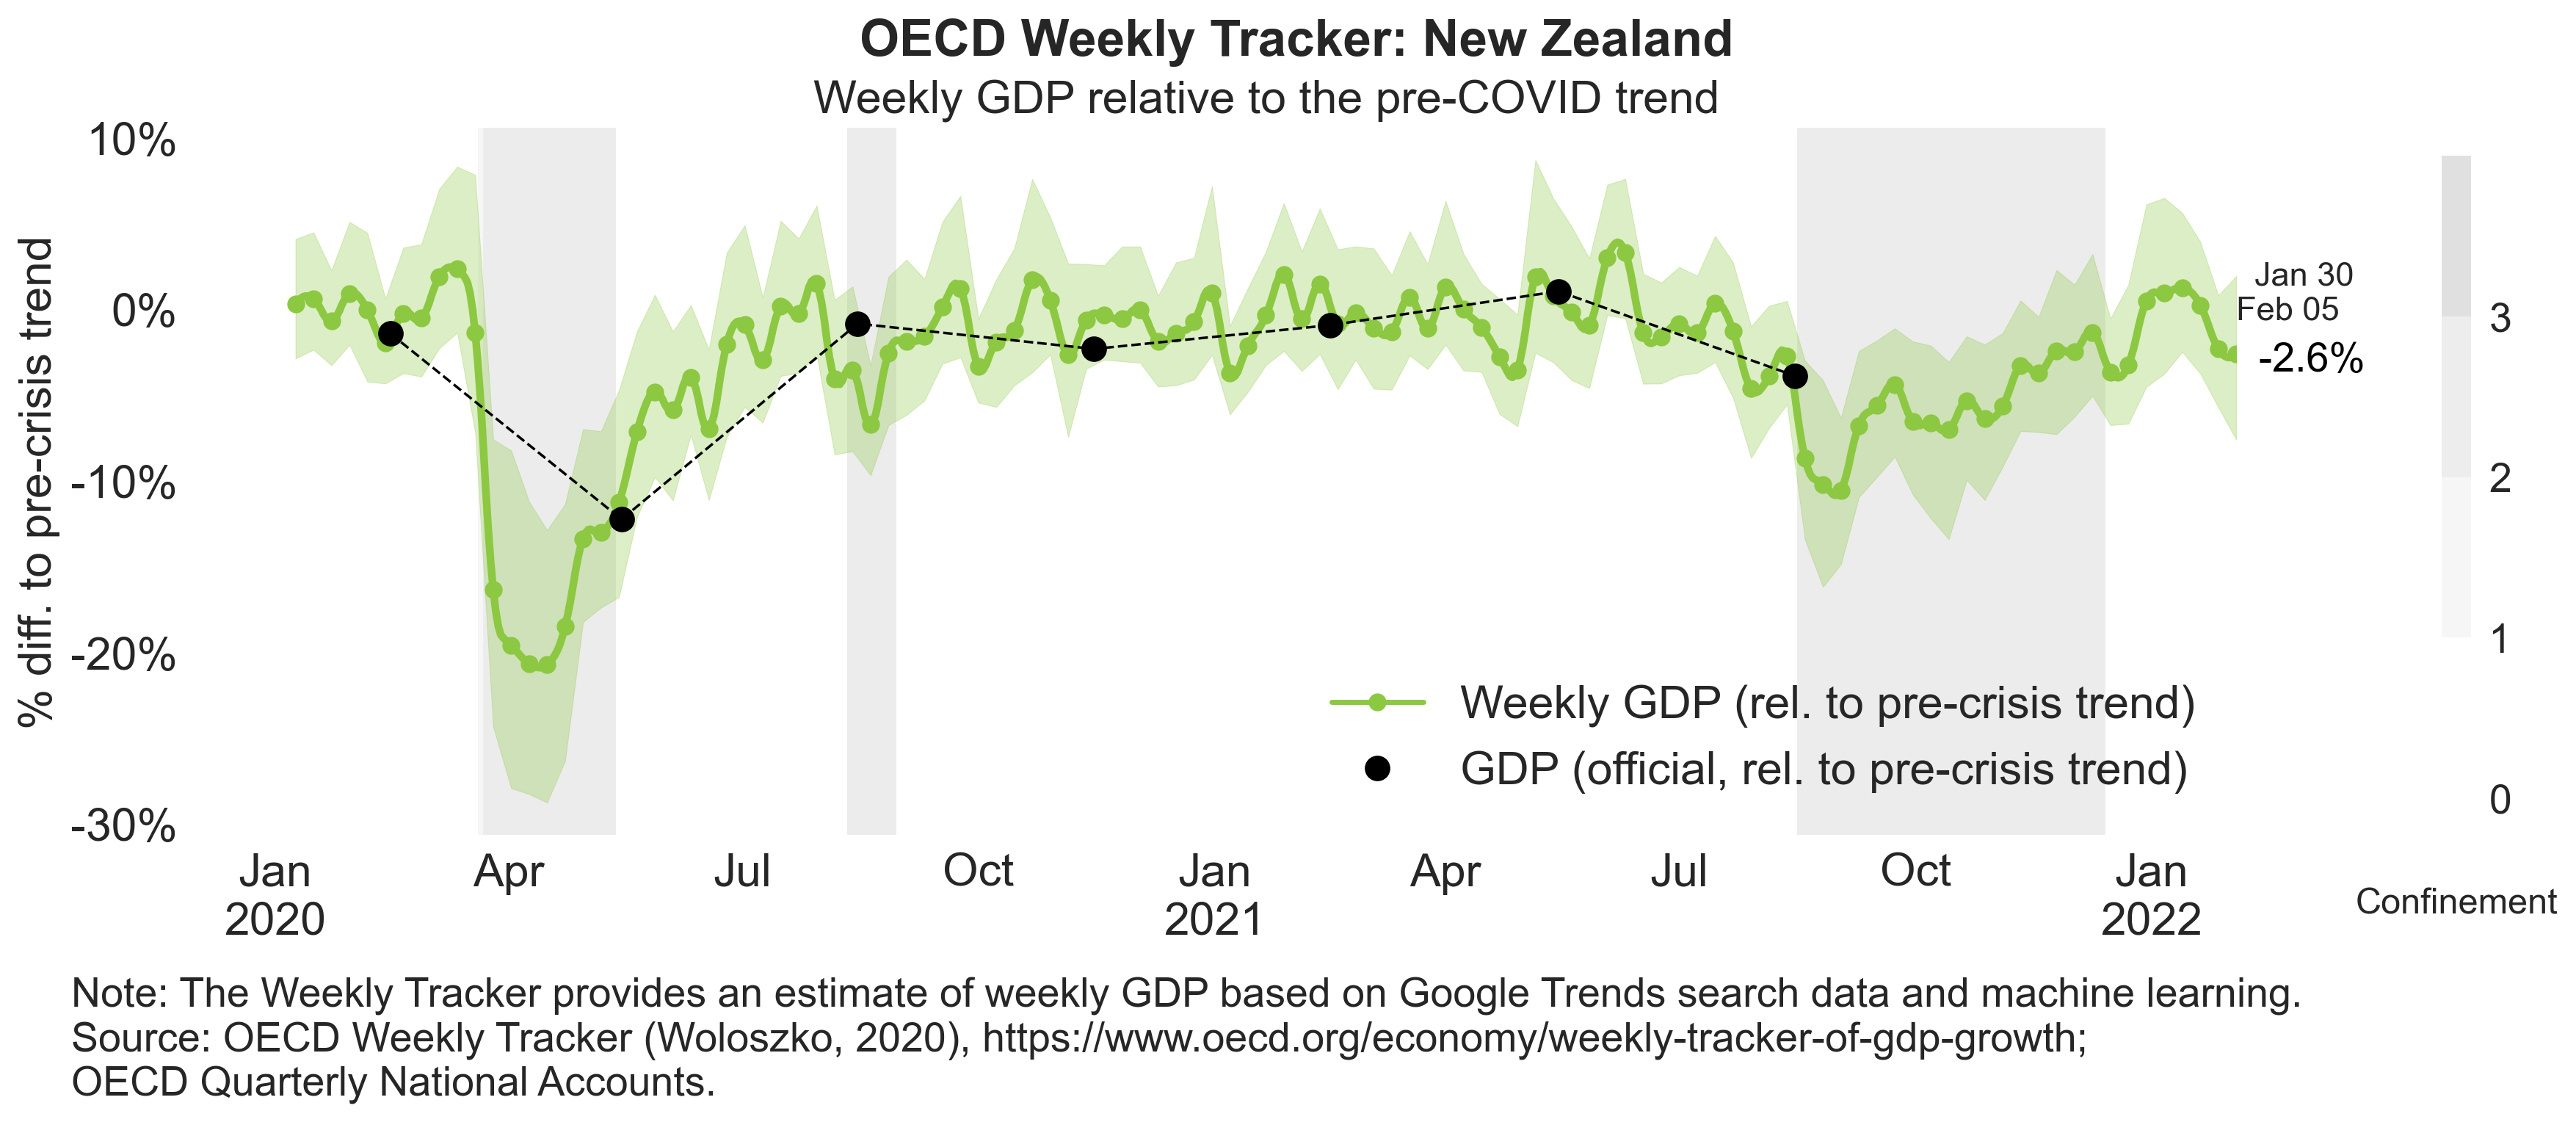 OECD Weekly Tracker: New Zealand
Weekly GDP relative to the pre-COVID trend
% diff. to pre-crisis trend
10%
0%
-10%
-20%
-30%
Jan 30
Feb 05
-2.6%
3
2
1
0
Confinement
Weekly GDP (rel. to pre-crisis trend)
GDP (official, rel. to pre-crisis trend)
Jan Apr Jul Oct Jan Apr Jul Oct Jan
2020 2021 2022
Note: The Weekly Tracker provides an estimate of weekly GDP based on Google Trends search data and machine learning.
Source: OECD Weekly Tracker (Woloszko, 2020), https://www.oecd.org/economy/weekly-tracker-of-gdp-growth;
OECD Quarterly National Accounts.